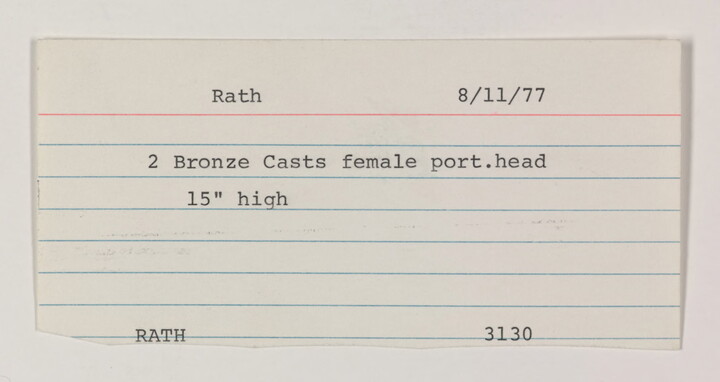 Rath 8/11/77
2 Bronze Casts female port.head
15" high
RATH 3130